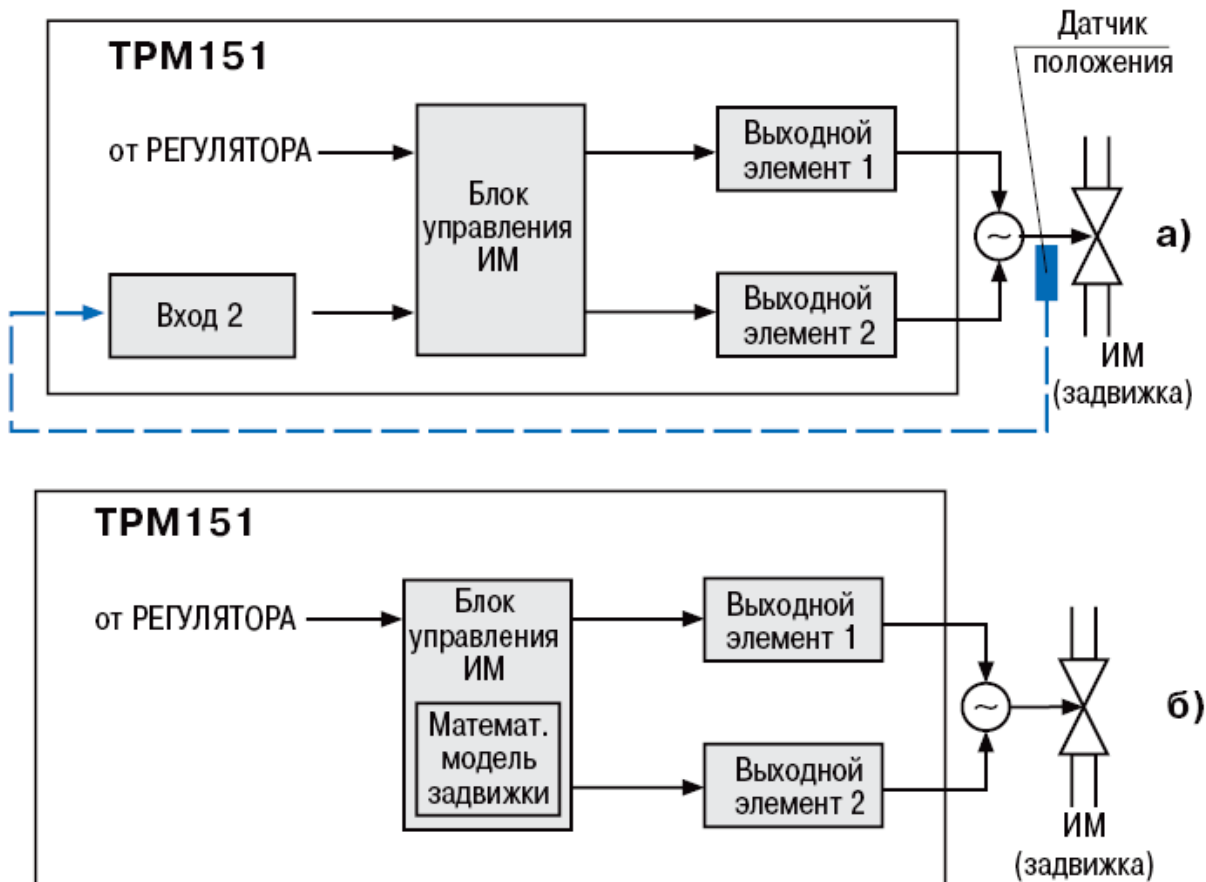 ТРМ151
Датчик
положения
от РЕГУЛЯТОРА
Блок
управления
ИМ
Выходной
элемент 1
Вход 2
Выходной
элемент 2
~
а)
ИМ
(задвижка)
ТРМ151
от РЕГУЛЯТОРА
Блок
управления
ИМ
Математ.
модель
задвижки
Выходной
элемент 1
Выходной
элемент 2
~
б)
ИМ
(задвижка)